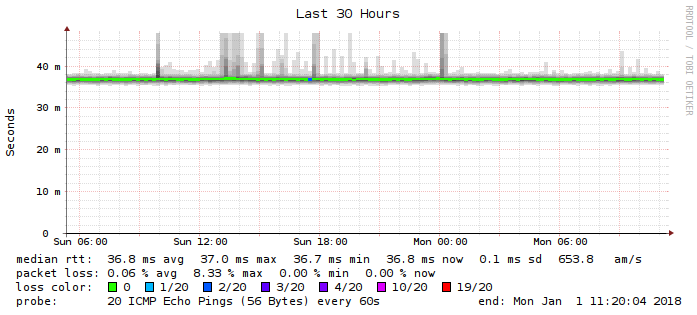 Last 30 Hours
RRDTOOL / TOBI OETIKER
Seconds
40 m
30 m
20 m
10 m
0
Sun 06:00 Sun 12:00 Sun 18:00 Mon 00:00 Mon 06:00
median rtt: 36.8 ms avg 37.0 ms max 36.7 ms min 36.8 ms now 0.1 ms sd 653.8 am/s
packet loss: 0.06 % avg 8.33 % max 0.00 % min 0.00 % now
loss color: 0 1/20 2/20 3/20 4/20 10/20 19/20
probe: 20 ICMP Echo Pings (56 Bytes) every 60s end: Mon Jan 1 11:20:04 2018